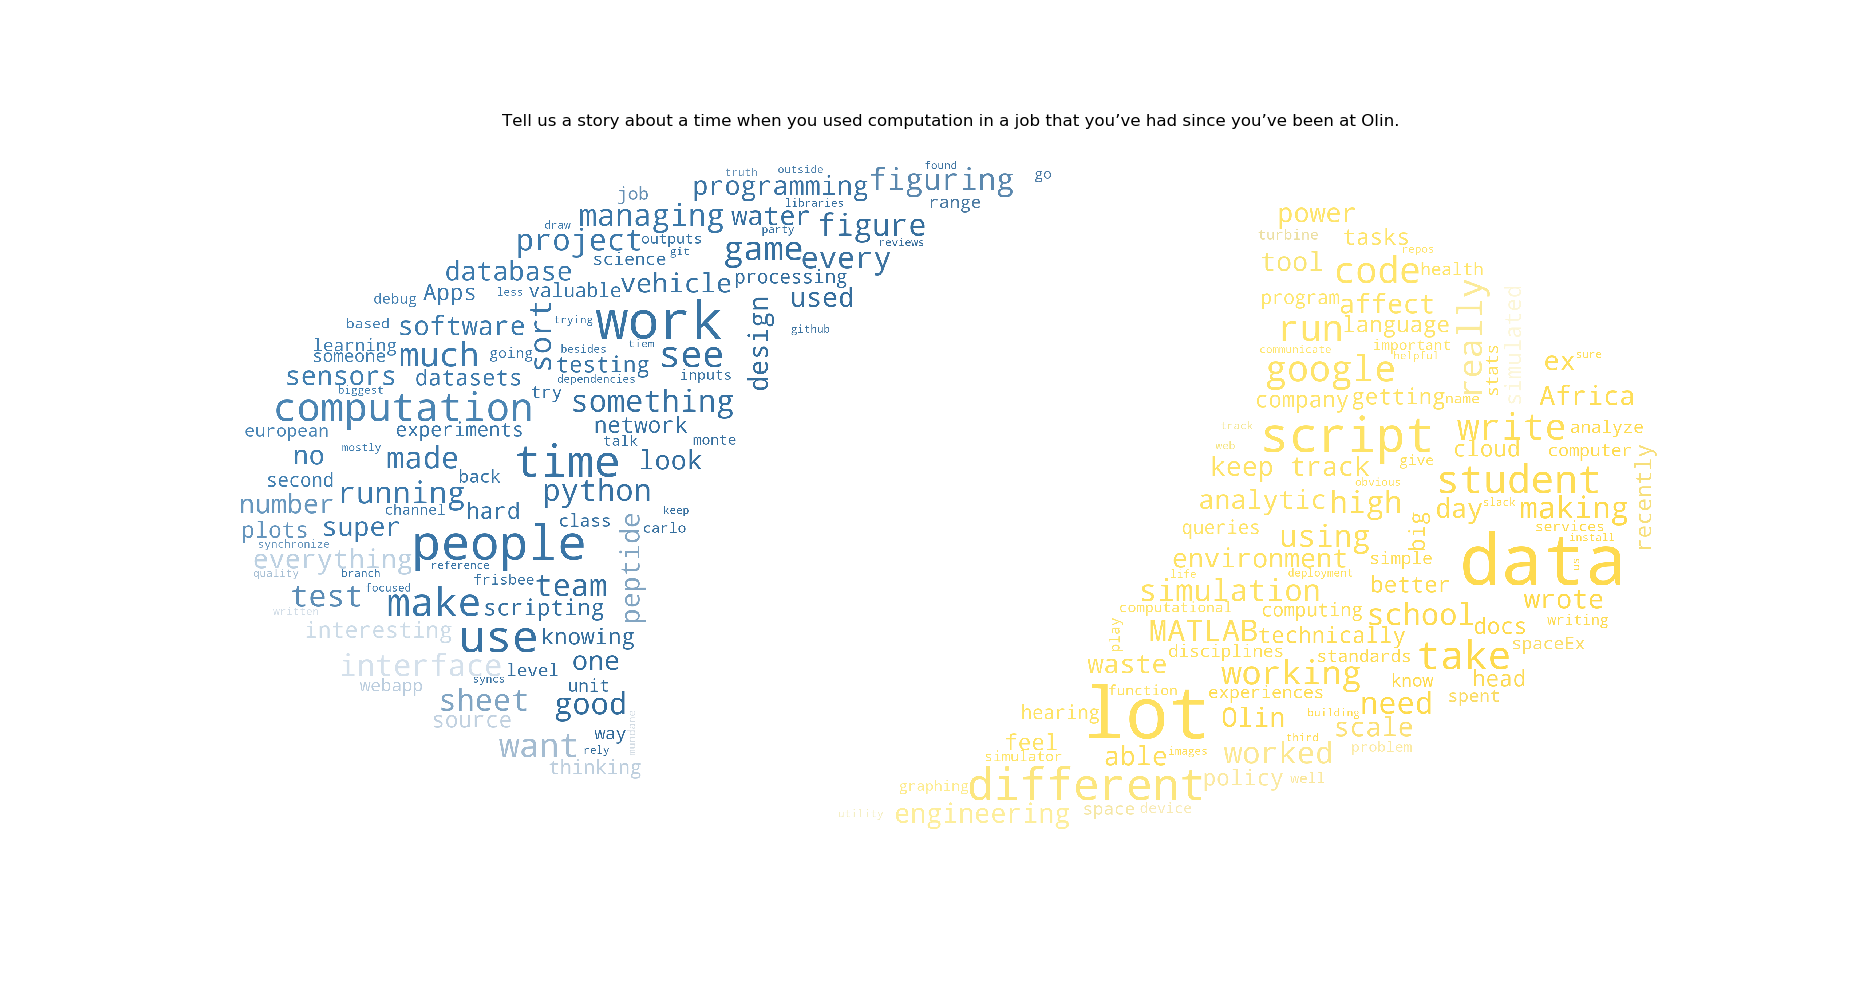 Tell us a story about a time when you used computation in a job that you’ve had since you’ve been at Olin.
truth
outside
found
programming
figuring
go
job
libraries
range
managing
water
figure
draw
party
reviews
project
outputs
git
game
every
science
database
vehicle
processing
debug
Apps
less
valuable
used
based
software
sort
trying
work
design
github
learning
someone
much
going
besides
tiem
see
testing
sensors
datasets
dependencies
inputs
biggest
try
computation
something
european
experiments
network
mostly
talk
monte
no
made
time
look
second
back
number
running
python
channel
hard
class
keep
plots
super
carlo
synchronize
people
peptide
everything
reference
quality
branch
frisbee
team
focused
test
make
scripting
written
interesting
use
knowing
interface
level
one
webapp
syncs
unit
sheet
good
source
way
mundane
want
rely
thinking
power
turbine
tasks
repos
tool
code
health
program
affect
really
simulated
run
language
communicate
important
helpful
stats
ex
sure
google
company
getting
name
Africa
track
script
write
analyze
web
cloud
computer
keep track
give
obvious
student
recently
analytic
high
day
slack
making
queries
big
services
using
install
environment
simple
data
us
life
deployment
simulation
better
wrote
computational
computing
school
docs
writing
play
MATLAB
technically
spaceEx
disciplines
standards
take
waste
working
know
head
function
experiences
need
spent
hearing
lot
Olin
building
scale
feel
third
simulator
able
images
worked
problem
graphing
different
policy
well
utility
engineering
space
device